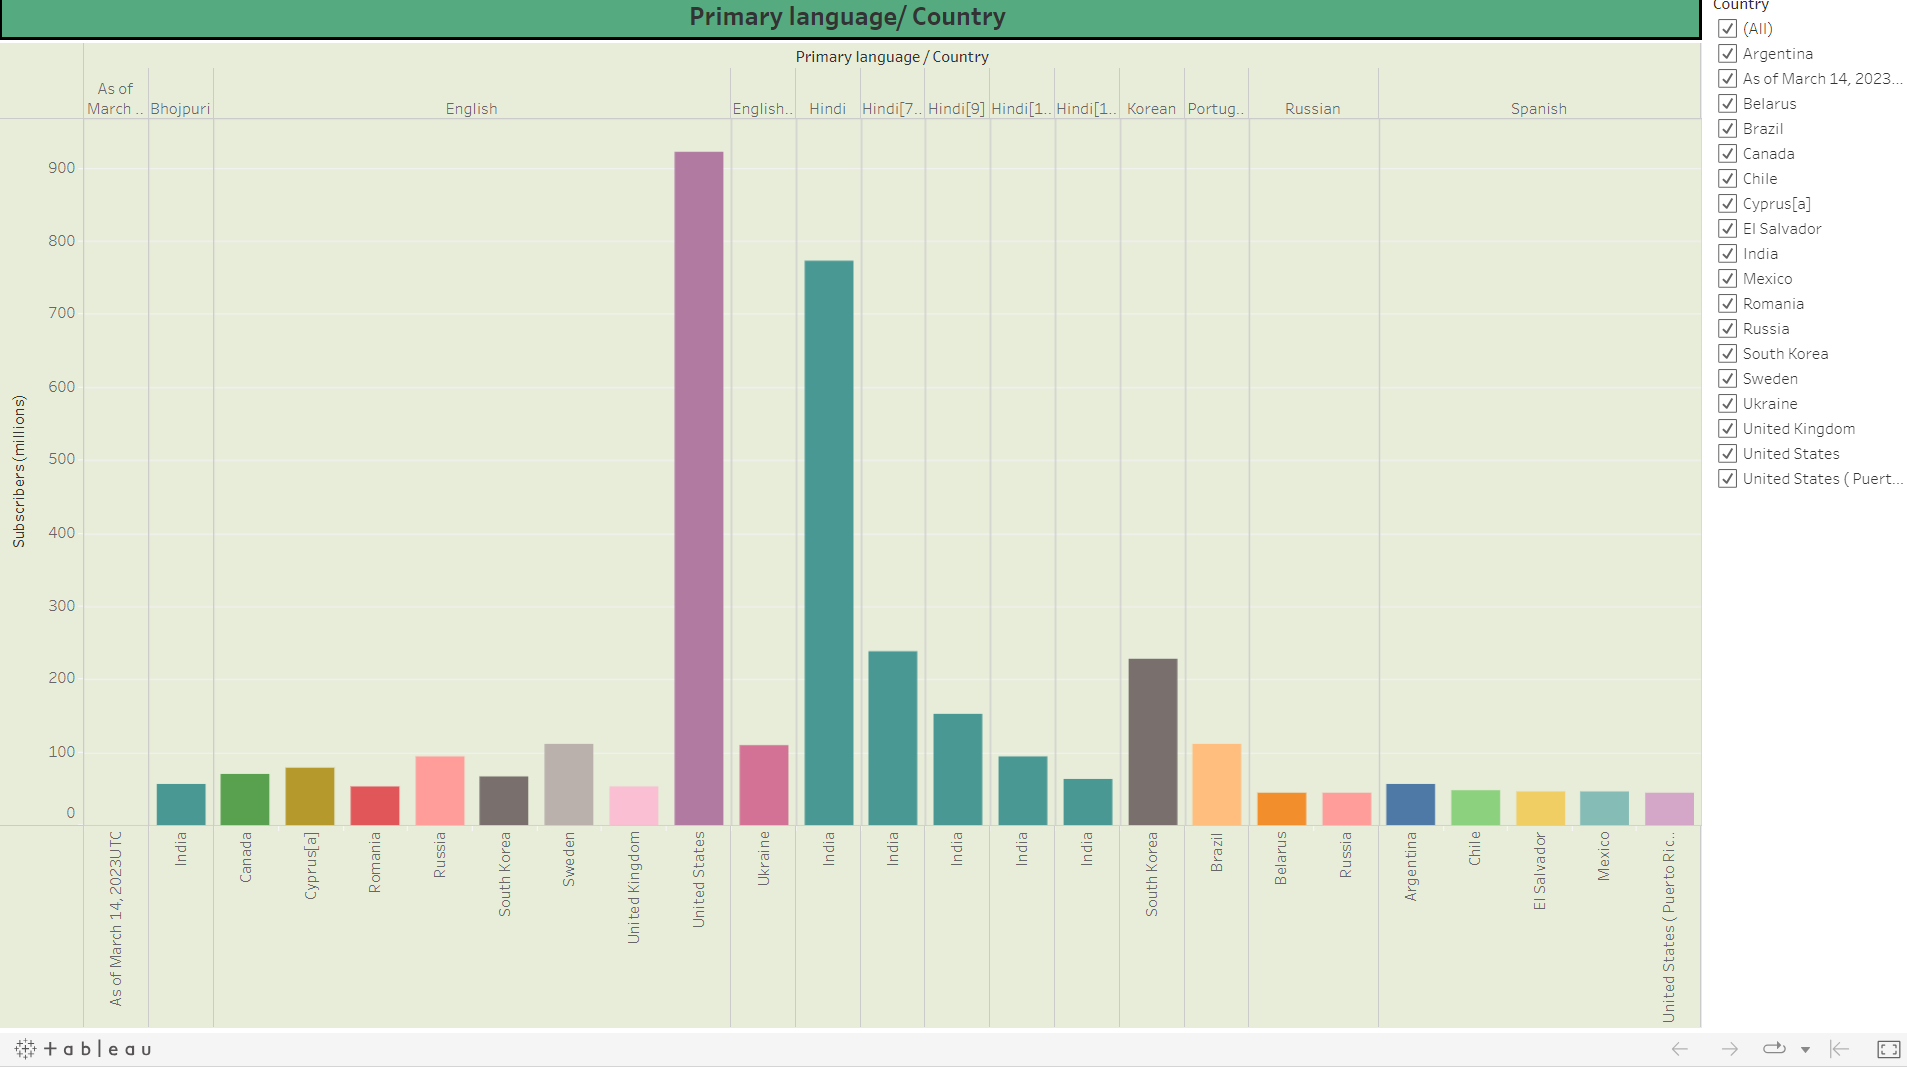 Primary language/ Country
Primary language / Country
As of
March ..
Bhojpuri
English
English..
Hindi
Hindi[7..
Hindi[9]
Hindi[1..
Hindi[1..
Korean
Portug..
Russian
Spanish
Subscribers (millions)
900
800
700
600
500
400
300
200
100
0
As of March 14, 2023UTC
India
Canada
Cyprus[a]
Romania
Russia
South Korea
Sweden
United Kingdom
United States
Ukraine
India
India
India
India
India
South Korea
Brazil
Belarus
Russia
Argentina
Chile
El Salvador
Mexico
United States ( Puerto Ric..
Country
(All)
Argentina
As of March 14, 2023...
Belarus
Brazil
Canada
Chile
Cyprus[a]
El Salvador
India
Mexico
Romania
Russia
South Korea
Sweden
Ukraine
United Kingdom
United States
United States ( Puert...
+ableau